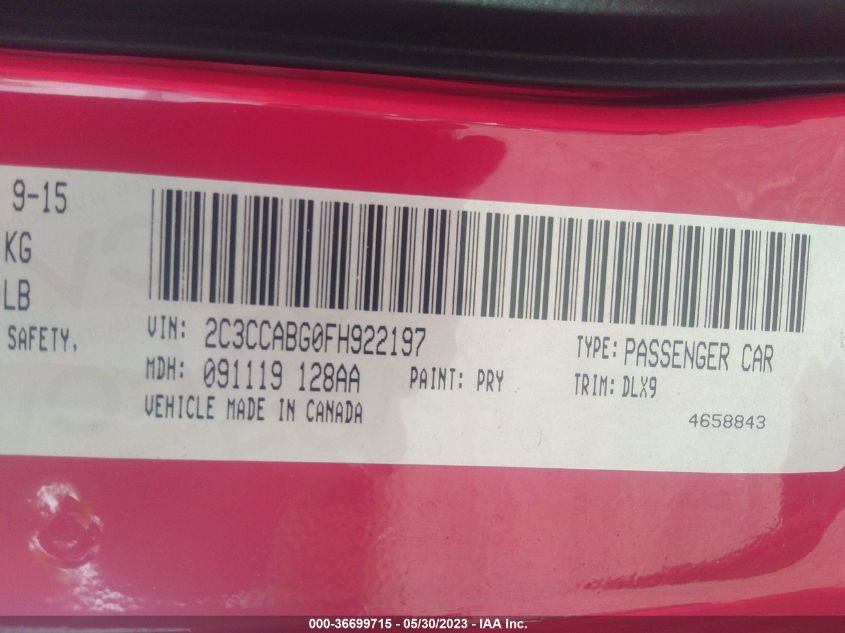 9-15
KG
LB
SAFETY,
VIN: 2C3CCABG0FH922197
TYPE: PASSENGER CAR
MDH: 091119 128AA
PAINT: PRY
TRIM: DLX9
VEHICLE MADE IN CANADA
4658843
000-36699715 - 05/30/2023 - IAA Inc.